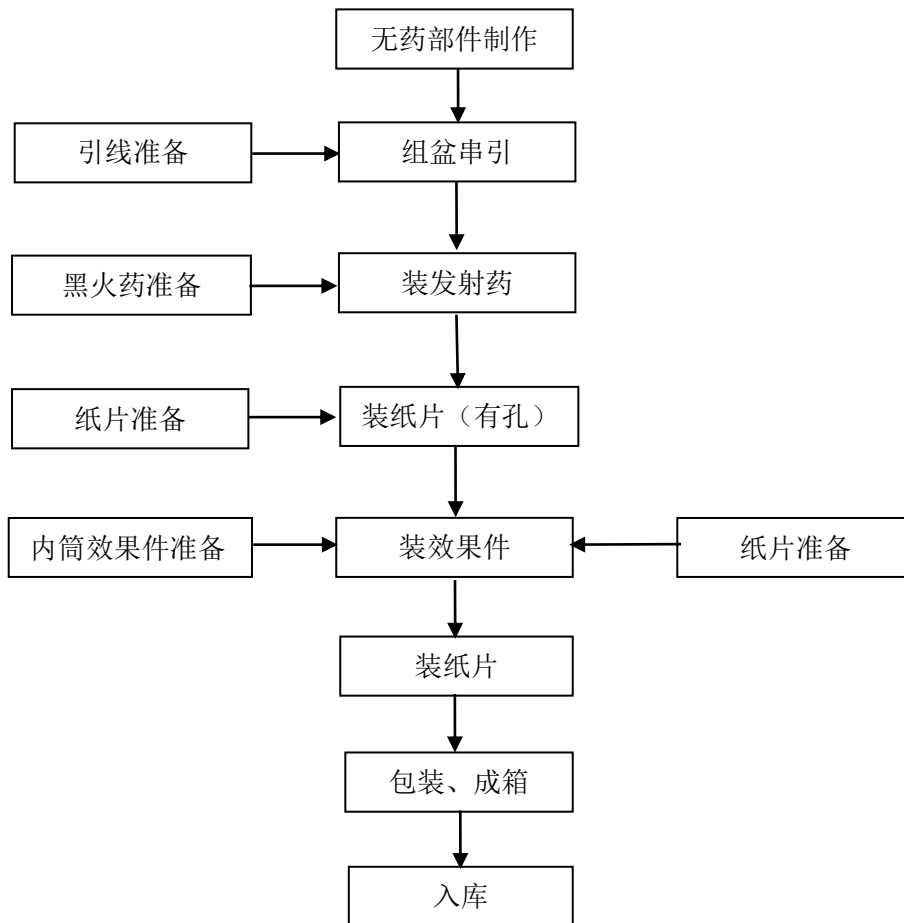 无药部件制作
引线准备
组盆串引
黑火药准备
装发射药
纸片准备
装纸片（有孔）
内筒效果件准备
装效果件
纸片准备
装纸片
包装、成箱
入库